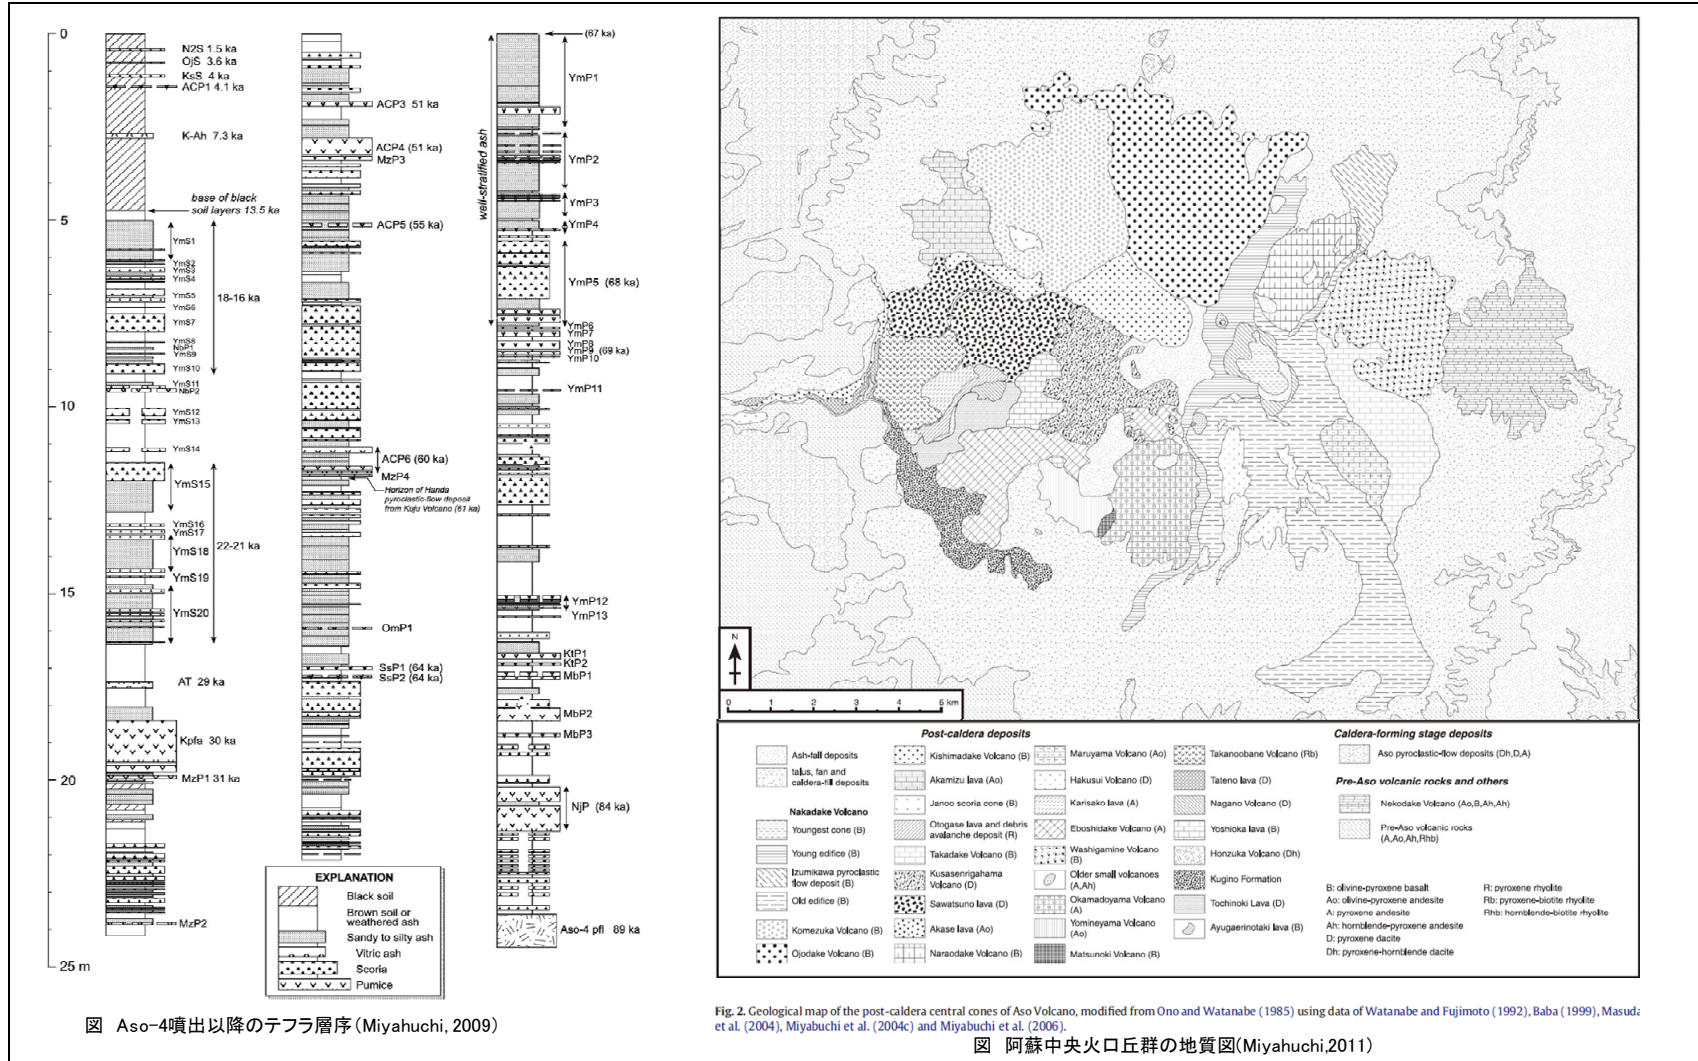 0
5
10
15
20
25 m
N2S 1.5 ka
OjS 3.6 ka
KsS 4 ka
ACP1 4.1 ka
K-Ah 7.3 ka
base of black
soil layers 13.5 ka
YmS1
YmS2
YmS3
YmS4
YmS5
YmS6
YmS7
YmS8
NbP1
YmS9
YmS10
18-16 ka
YmS11
NbP2
YmS12
YmS13
YmS14
YmS15
YmS16
YmS17
YmS18
YmS19
YmS20
22-21 ka
AT 29 ka
Kpfa 30 ka
MzP1 31 ka
MzP2
ACP3 51 ka
ACP4 (51 ka)
MzP3
ACP5 (55 ka)
ACP6 (60 ka)
MzP4
Horizon of Handa
pyroclastic-flow deposit
from Kuju Volcano (61 ka)
OmP1
SsP1 (64 ka)
SsP2 (64 ka)
(67 ka)
well-stratified ash
YmP1
YmP2
YmP3
YmP4
YmP5 (68 ka)
YmP6
YmP7
YmP8
YmP9 (69 ka)
YmP10
YmP11
YmP12
YmP13
KtP1
KtP2
MbP1
MbP2
MbP3
NjP (84 ka)
Aso-4 pfl 89 ka
EXPLANATION
Black soil
Brown soil or
weathered ash
Sandy to silty ash
Vitric ash
Scoria
Pumice
図 Aso-4噴出以降のテフラ層序(Miyahuchi, 2009)
N
0 1 2 3 4 5 km
Post-caldera deposits
Ash-fall deposits
talus, fan and
caldera-fill deposits
Nakadake Volcano
Youngest cone (B)
Young edifice (B)
Izumikawa pyroclastic
flow deposit (B)
Old edifice (B)
Komezuka Volcano (B)
Ojodake Volcano (B)
Kishimadake Volcano (B)
Akamizu lava (Ao)
Janoo scoria cone (B)
Otogase lava and debris
avalanche deposit (R)
Takadake Volcano (B)
Kusasenrigahama
Volcano (D)
Sawatsuno lava (D)
Akase lava (Ao)
Naraodake Volcano (B)
Maruyama Volcano (Ao)
Hakusui Volcano (D)
Karisako lava (A)
Eboshidake Volcano (A)
Washigamine Volcano
(B)
Older small volcanoes
(A,Ah)
Okamadoyama Volcano
(A)
Yomineyama Volcano
(Ao)
Matsunoki Volcano (B)
Takanoobane Volcano (Rb)
Tateno lava (D)
Nagano Volcano (D)
Yoshioka lava (B)
Honzuka Volcano (Dh)
Kugino Formation
Tochinoki Lava (D)
Ayugaerinotaki lava (B)
Caldera-forming stage deposits
Aso pyroclastic-flow deposits (Dh,D,A)
Pre-Aso volcanic rocks and others
Nekodake Volcano (Ao,B,Ah,Ah)
Pre-Aso volcanic rocks
(A,Ao,Ah,Rhb)
B: olivine-pyroxene basalt
Ao: olivine-pyroxene andesite
A: pyroxene andesite
Ah: hornblende-pyroxene andesite
D: pyroxene dacite
Dh: pyroxene-hornblende dacite
R: pyroxene rhyolite
Rb: pyroxene-biotite rhyolite
Rhb: hornblende-biotite rhyolite
Fig. 2. Geological map of the post-caldera central cones of Aso Volcano, modified from Ono and Watanabe (1985) using data of Watanabe and Fujimoto (1992), Baba (1999), Masuda
et al. (2004), Miyabuchi et al. (2004c) and Miyabuchi et al. (2006).
図 阿蘇中央火口丘群の地質図(Miyahuchi,2011)